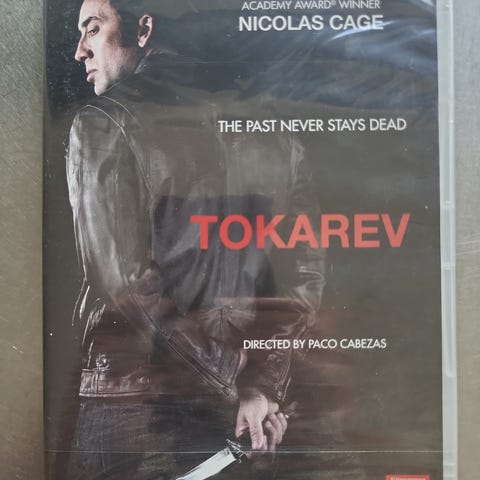 ACADEMY AWARD® WINNER
NICOLAS CAGE
THE PAST NEVER STAYS DEAD
TOKAREV
DIRECTED BY PACO CABEZAS